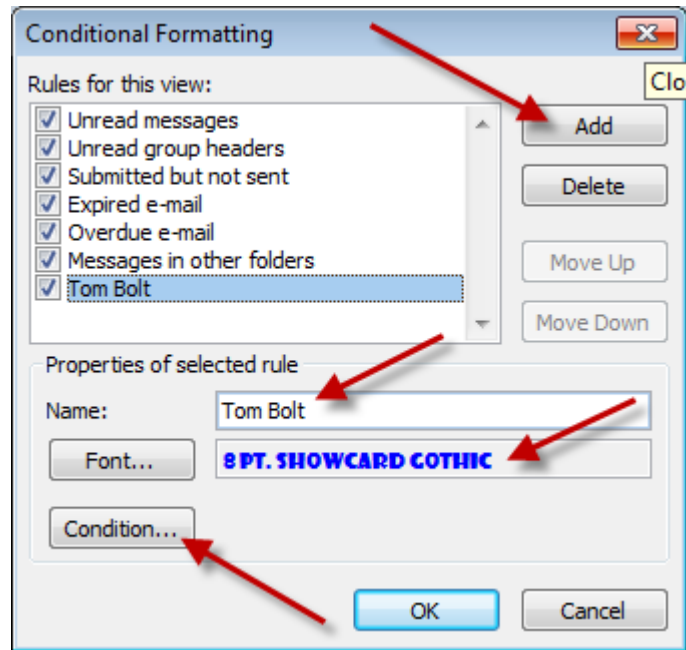 Conditional Formatting
Rules for this view:
Clo
Unread messages
Add
Unread group headers
Submitted but not sent
Delete
Expired e-mail
Overdue e-mail
Messages in other folders
Move Up
Tom Bolt
Move Down
Properties of selected rule
Name:
Tom Bolt
Font...
8 PT. SHOWCARD GOTHIC
Condition...
OK
Cancel